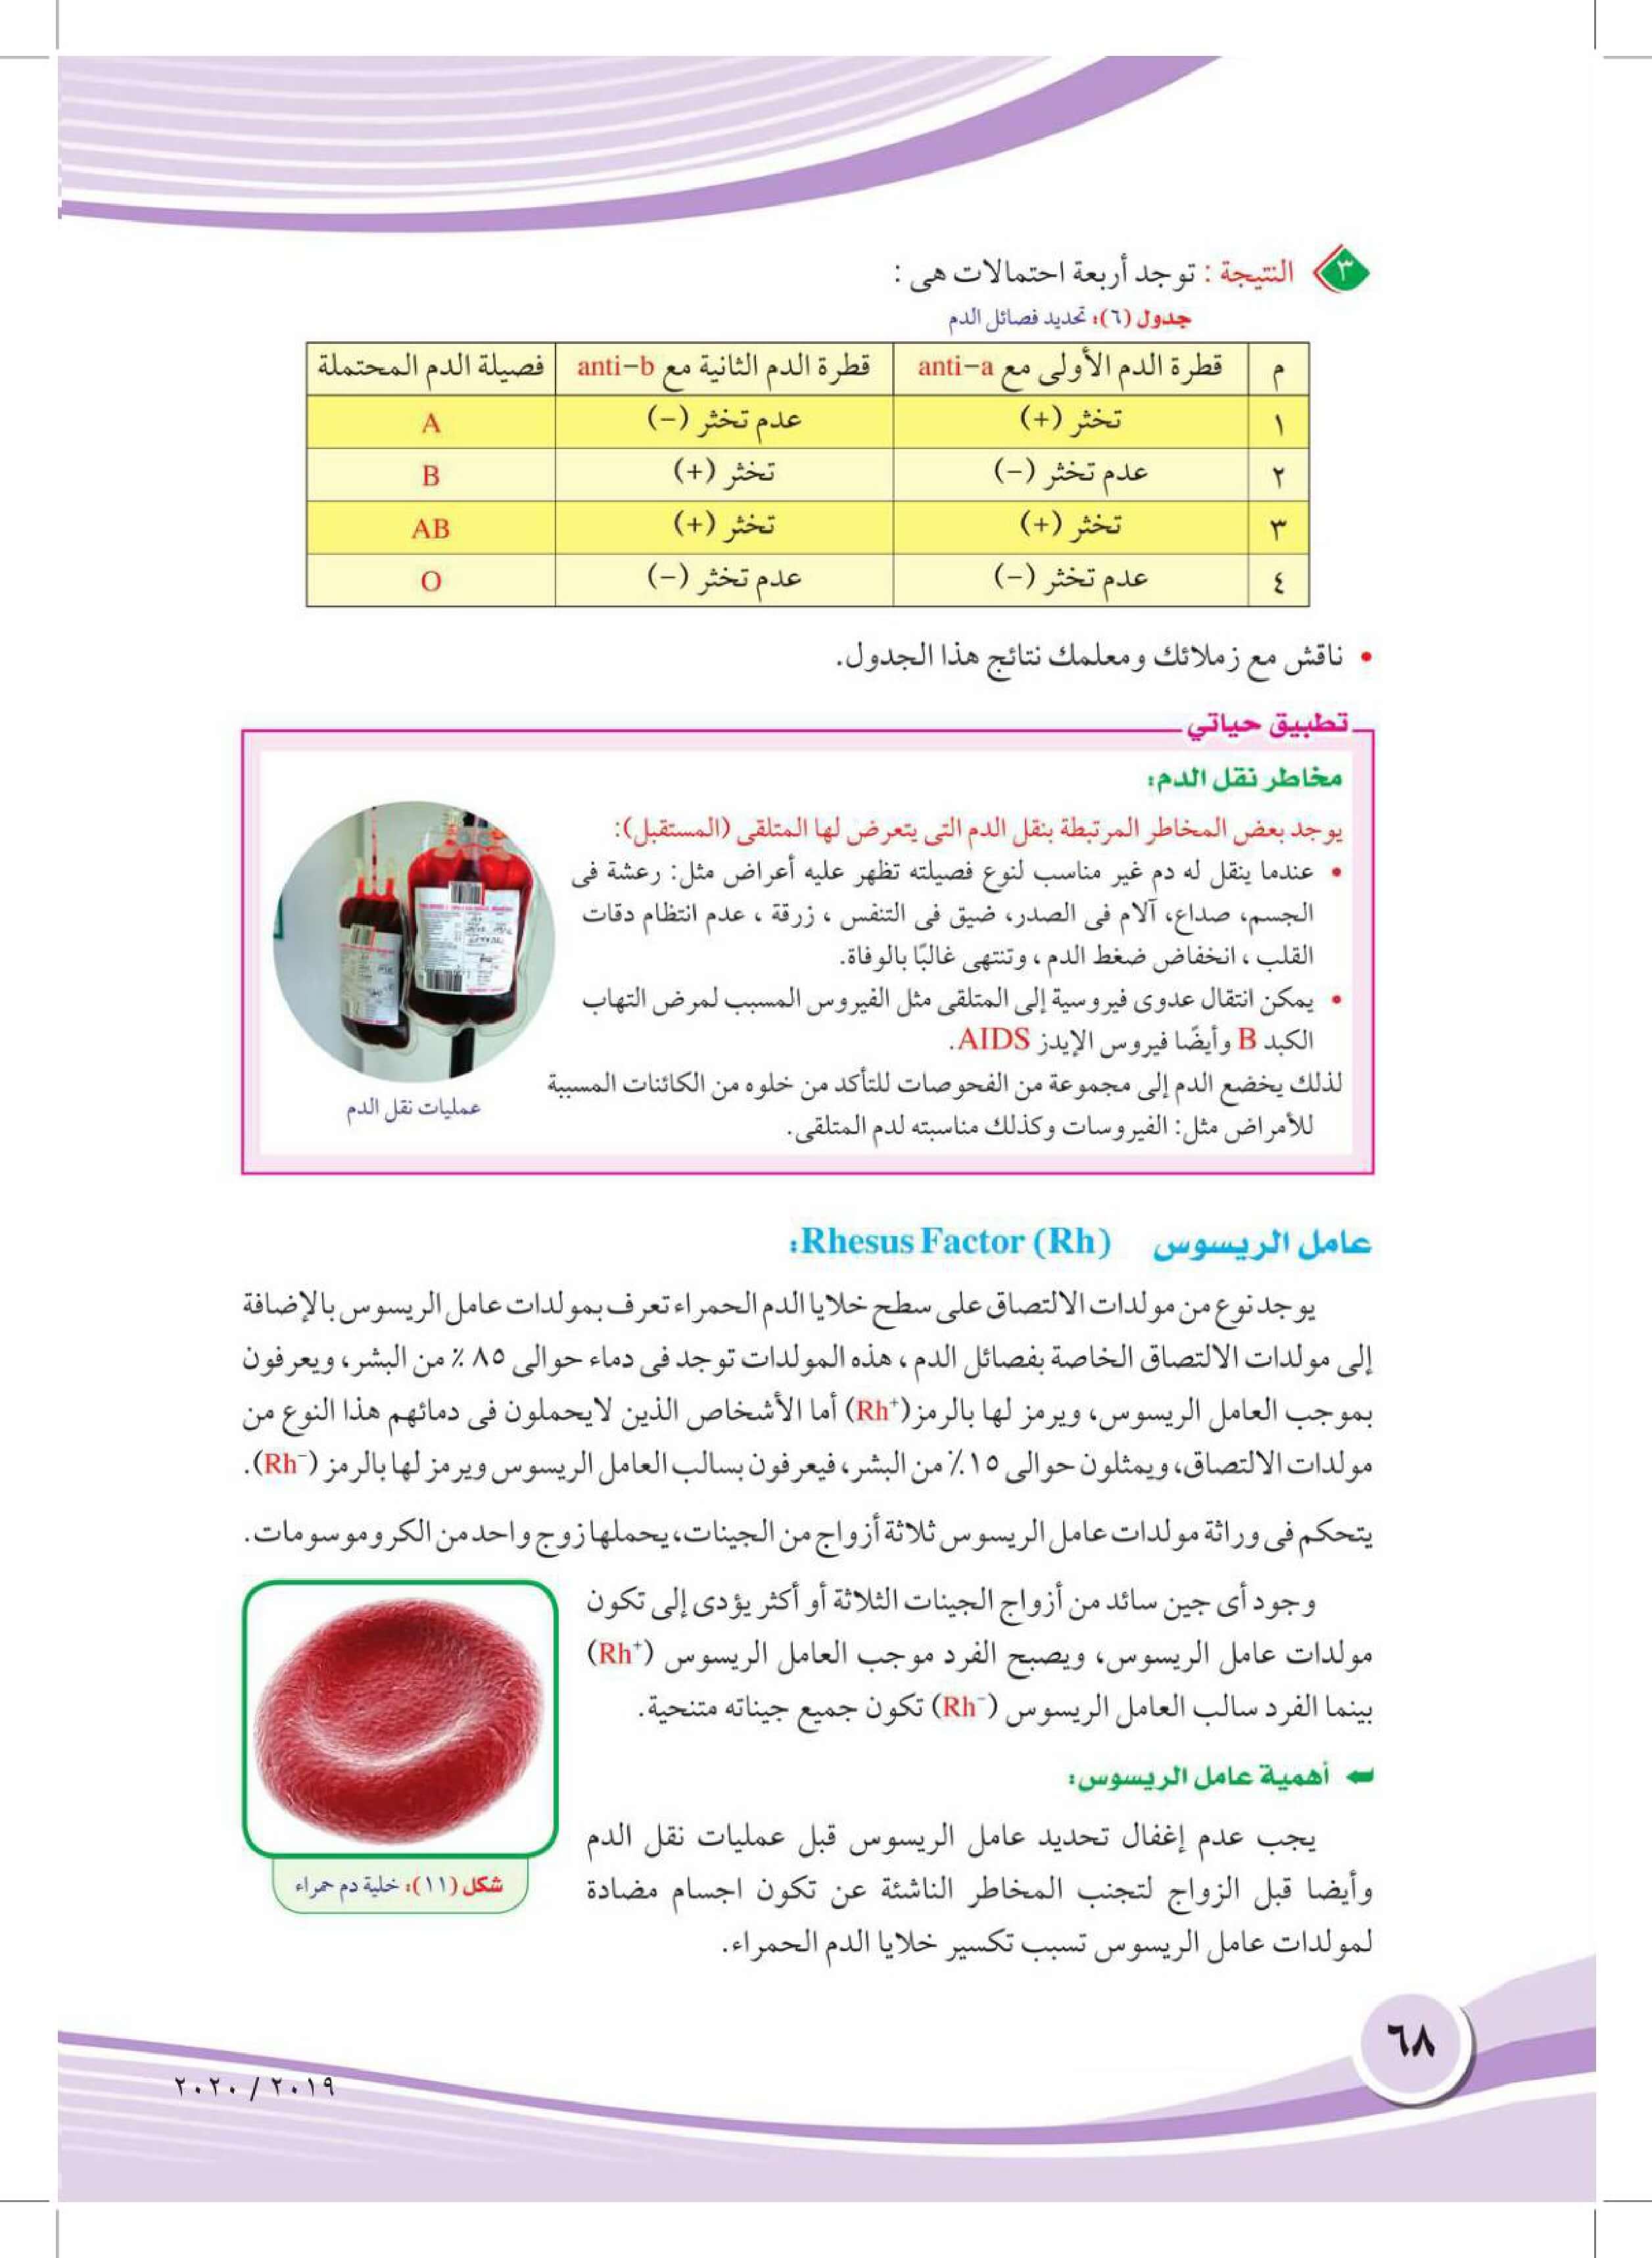 ٣ النتيجة : توجد أربعة احتمالات هى :
جدول (٦): تحديد فصائل الدم
م قطرة الدم الأولى مع anti-a قطرة الدم الثانية مع anti-b فصيلة الدم المحتملة
١ تخثر (+) عدم تخثر (-) A
٢ عدم تخثر (-) تخثر (+) B
٣ تخثر (+) تخثر (+) AB
٤ عدم تخثر (-) عدم تخثر (-) O
• ناقش مع زملائك ومعلمك نتائج هذا الجدول.
تطبيق حياتي
مخاطر نقل الدم:
يوجد بعض المخاطر المرتبطة بنقل الدم التى يتعرض لها المتلقى (المستقبل):
• عندما ينقل له دم غير مناسب لنوع فصيلته تظهر عليه أعراض مثل: رعشة فى
الجسم، صداع، آلام فى الصدر، ضيق فى التنفس ، زرقة ، عدم انتظام دقات
القلب ، انخفاض ضغط الدم ، وتنتهى غالبًا بالوفاة.
• يمكن انتقال عدوى فيروسية إلى المتلقى مثل الفيروس المسبب لمرض التهاب
الكبد B وأيضًا فيروس الإيدز AIDS.
لذلك يخضع الدم إلى مجموعة من الفحوصات للتأكد من خلوه من الكائنات المسببة
للأمراض مثل: الفيروسات وكذلك مناسبته لدم المتلقى.
عمليات نقل الدم
عامل الريسوس Rhesus Factor (Rh):
يوجد نوع من مولدات الالتصاق على سطح خلايا الدم الحمراء تعرف بمولدات عامل الريسوس بالإضافة
إلى مولدات الالتصاق الخاصة بفصائل الدم ، هذه المولدات توجد فى دماء حوالى ٨٥ ٪ من البشر، ويعرفون
بموجب العامل الريسوس، ويرمز لها بالرمز (Rh⁺) أما الأشخاص الذين لايحملون فى دمائهم هذا النوع من
مولدات الالتصاق، ويمثلون حوالى ١٥٪ من البشر، فيعرفون بسالب العامل الريسوس ويرمز لها بالرمز (Rh⁻).
يتحكم فى وراثة مولدات عامل الريسوس ثلاثة أزواج من الجينات، يحملها زوج واحد من الكروموسومات.
وجود أى جين سائد من أزواج الجينات الثلاثة أو أكثر يؤدى إلى تكون
مولدات عامل الريسوس، ويصبح الفرد موجب العامل الريسوس (Rh⁺)
بينما الفرد سالب العامل الريسوس (Rh⁻) تكون جميع جيناته متنحية.
أهمية عامل الريسوس:
يجب عدم إغفال تحديد عامل الريسوس قبل عمليات نقل الدم
وأيضا قبل الزواج لتجنب المخاطر الناشئة عن تكون اجسام مضادة
لمولدات عامل الريسوس تسبب تكسير خلايا الدم الحمراء.
شكل (١١): خلية دم حمراء
٦٨
٢٠١٩ / ٢٠٢٠